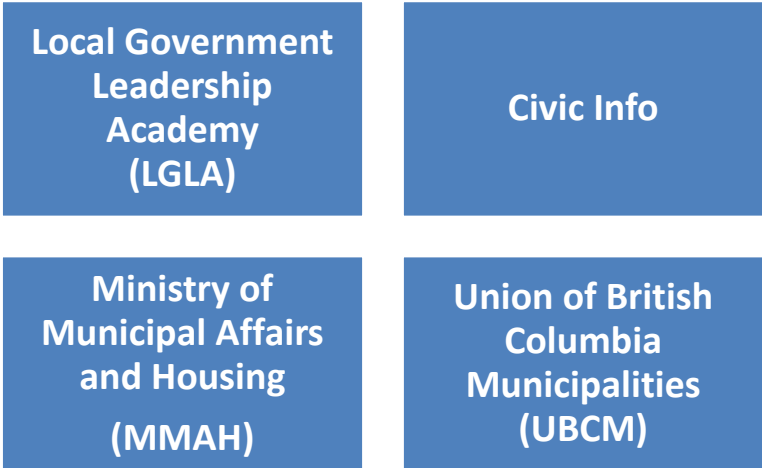 Local Government
Leadership
Academy
(LGLA)
Civic Info
Ministry of
Municipal Affairs
and Housing
(MMAH)
Union of British
Columbia
Municipalities
(UBCM)